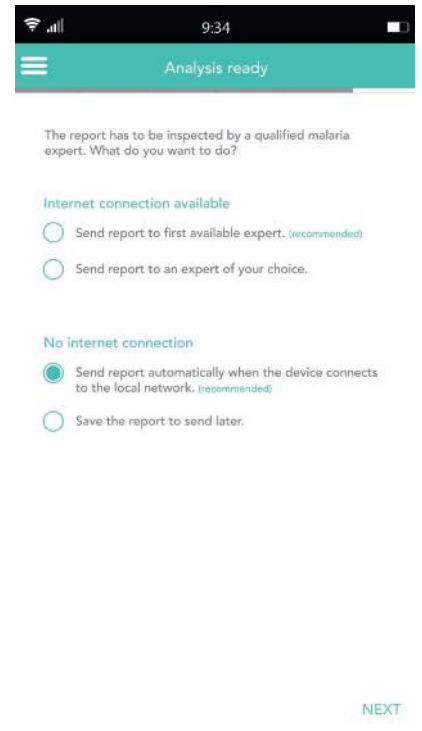 9:34
Analysis ready
The report has to be inspected by a qualified malaria
expert. What do you want to do?
Internet connection available
Send report to first available expert. (recommended)
Send report to an expert of your choice.
No internet connection
Send report automatically when the device connects
to the local network. (recommended)
Save the report to send later.
NEXT